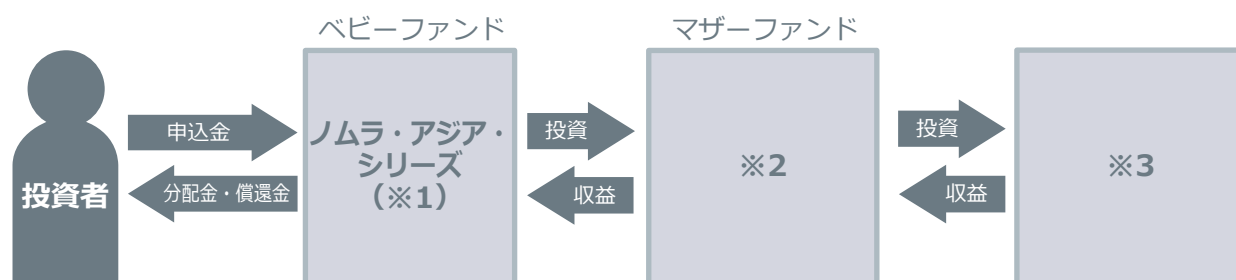 ベビーファンド
マザーファンド
投資者
申込金
分配金・償還金
ノムラ・アジア・
シリーズ
（※1）
投資
収益
※2
投資
収益
※3